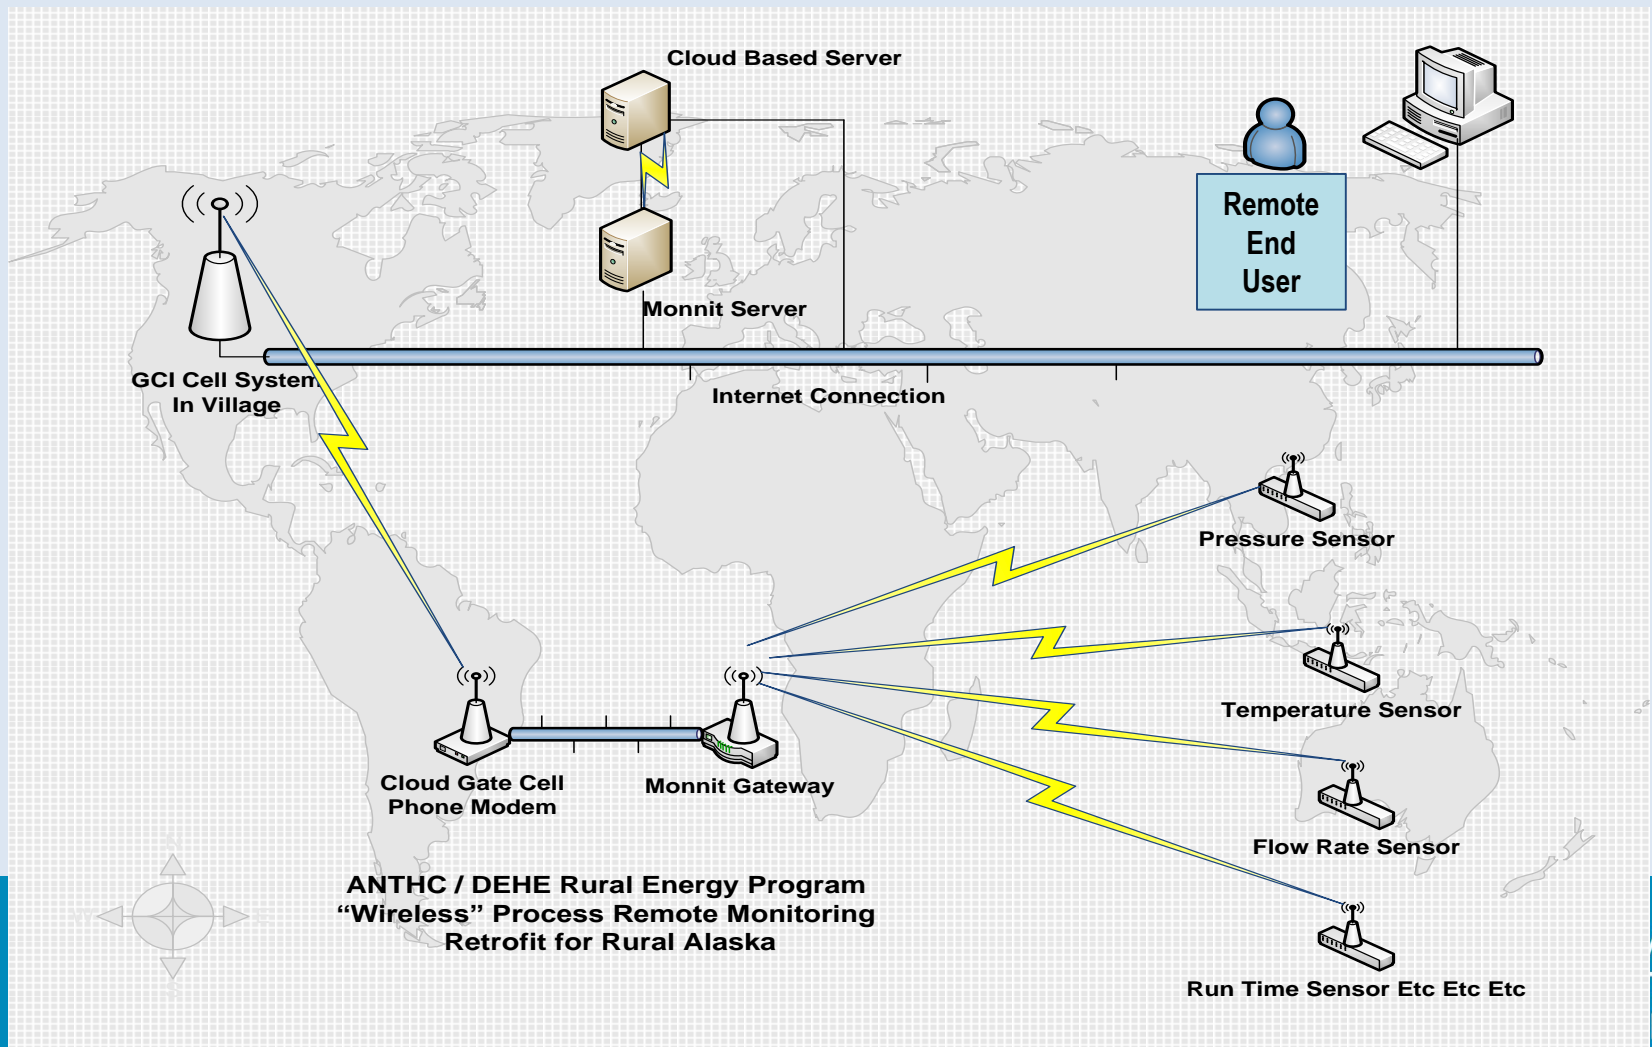 Cloud Based Server
Remote
End
User
Monnit Server
GCI Cell System
In Village
Internet Connection
Pressure Sensor
Temperature Sensor
Cloud Gate Cell
Phone Modem
Monnit Gateway
Flow Rate Sensor
ANTHC / DEHE Rural Energy Program
“Wireless” Process Remote Monitoring
Retrofit for Rural Alaska
Run Time Sensor Etc Etc Etc
N
W
E
S